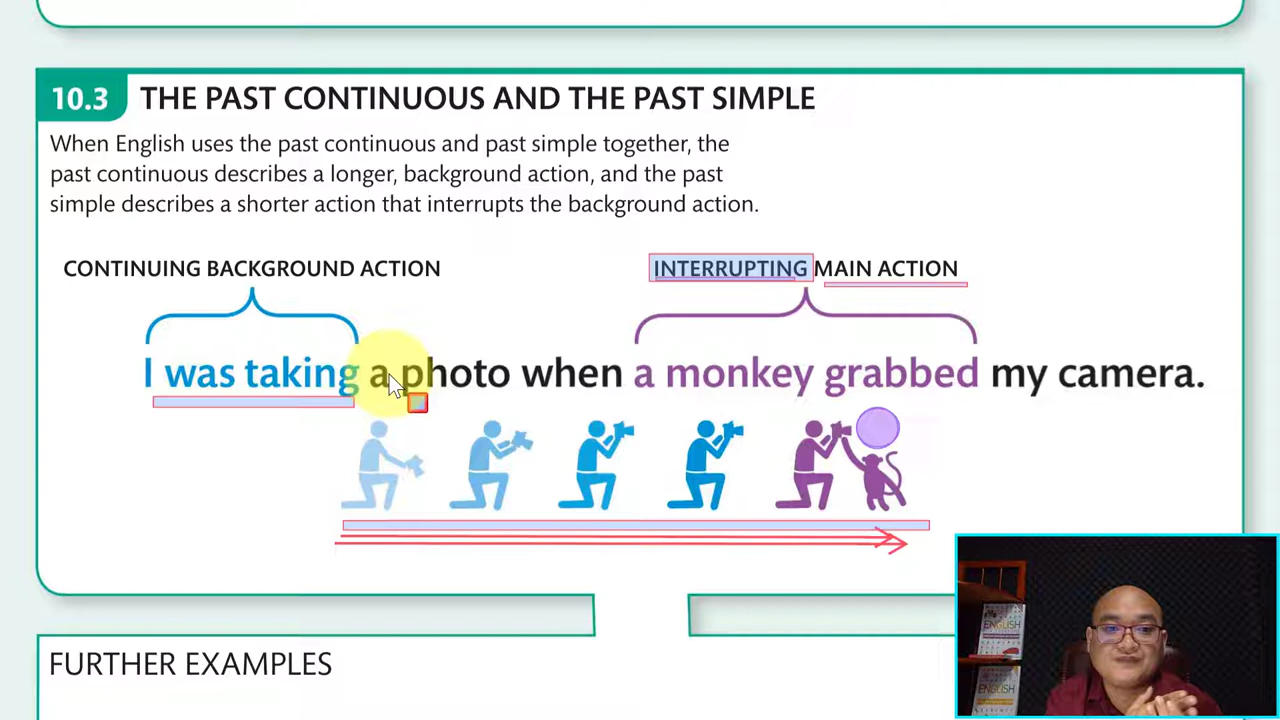 10.3 THE PAST CONTINUOUS AND THE PAST SIMPLE
When English uses the past continuous and past simple together, the
past continuous describes a longer, background action, and the past
simple describes a shorter action that interrupts the background action.
CONTINUING BACKGROUND ACTION
INTERRUPTING MAIN ACTION
I was taking a photo when a monkey grabbed my camera.
FURTHER EXAMPLES
ENGLISH
ENGLISH